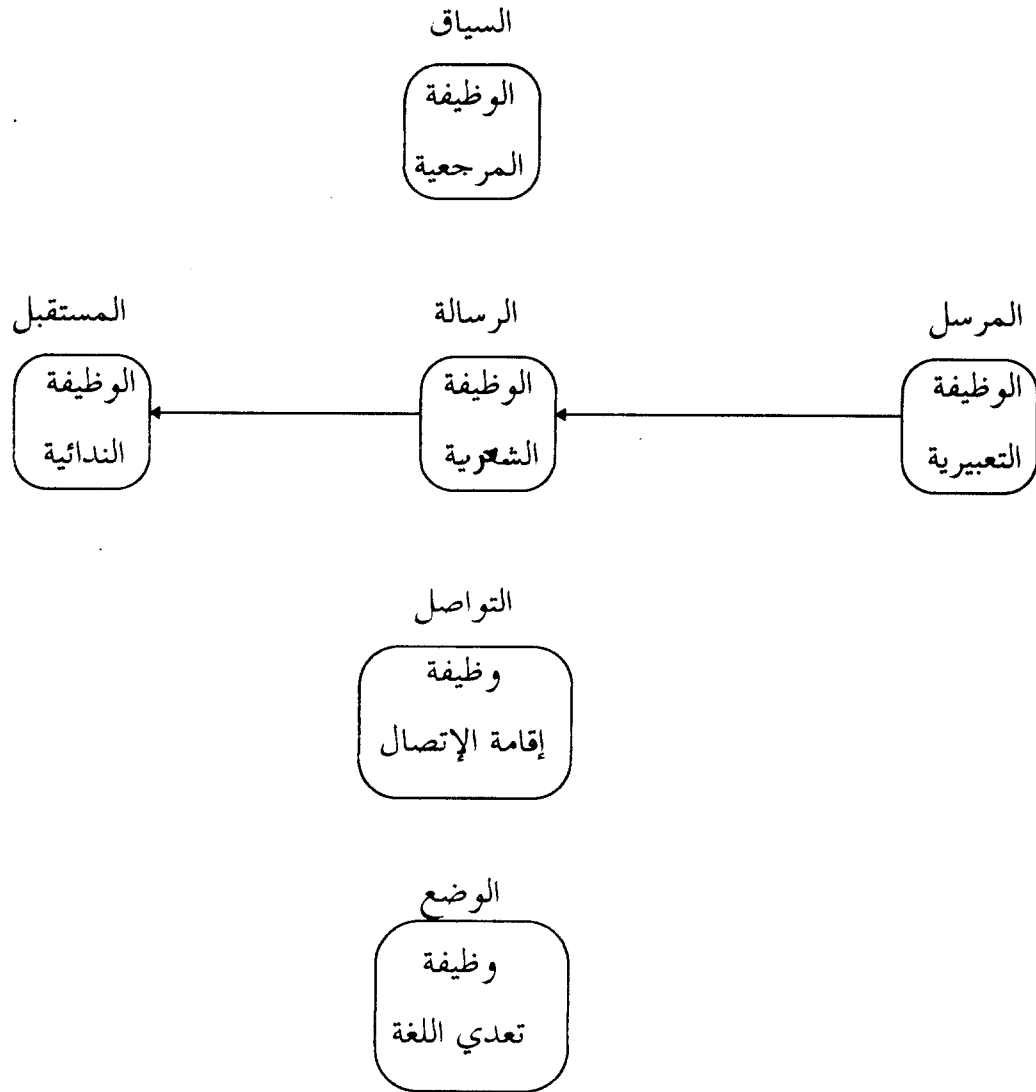 السياق
الوظيفة
المرجعية
المرسل
الرسالة
المستقبل
الوظيفة
التعبيرية
الوظيفة
الشعرية
الوظيفة
الندائية
التواصل
وظيفة
إقامة الإتصال
الوضع
وظيفة
تعدي اللغة